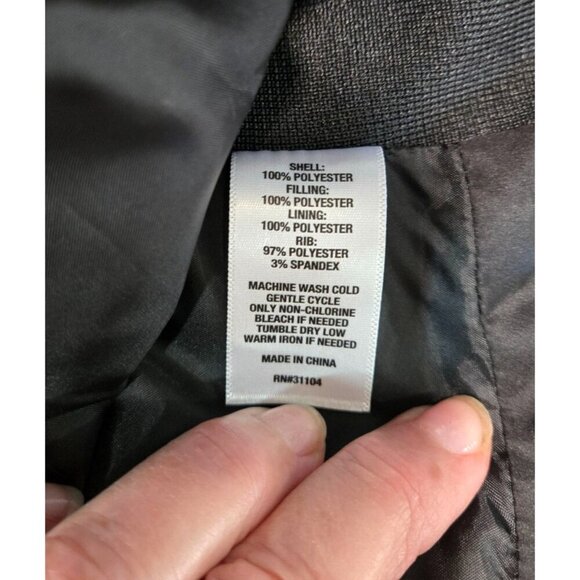 SHELL:
100% POLYESTER
FILLING:
100% POLYESTER
LINING:
100% POLYESTER
RIB:
97% POLYESTER
3% SPANDEX
MACHINE WASH COLD
GENTLE CYCLE
ONLY NON-CHLORINE
BLEACH IF NEEDED
TUMBLE DRY LOW
WARM IRON IF NEEDED
MADE IN CHINA
RN#31104